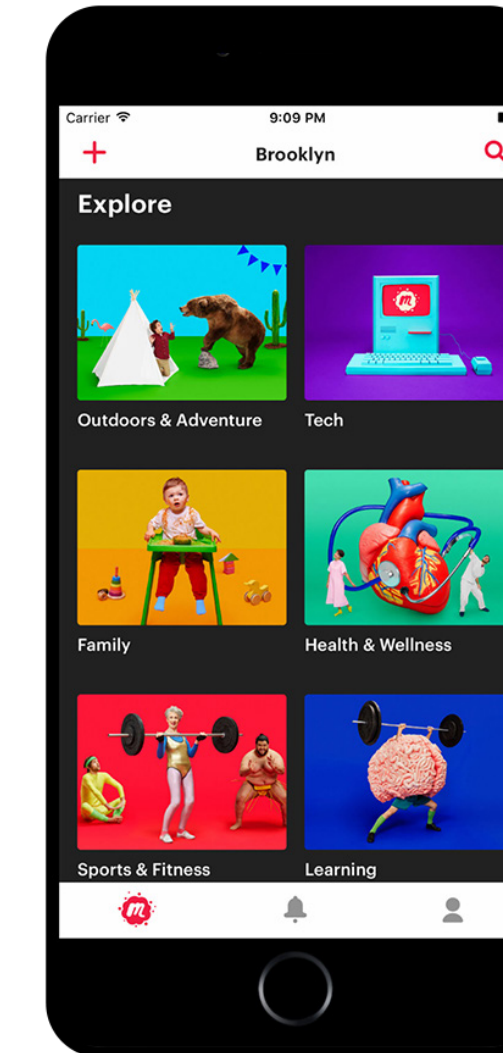 Carrier 9:09 PM
Brooklyn
Explore
Outdoors & Adventure Tech
Family Health & Wellness
Sports & Fitness Learning
m